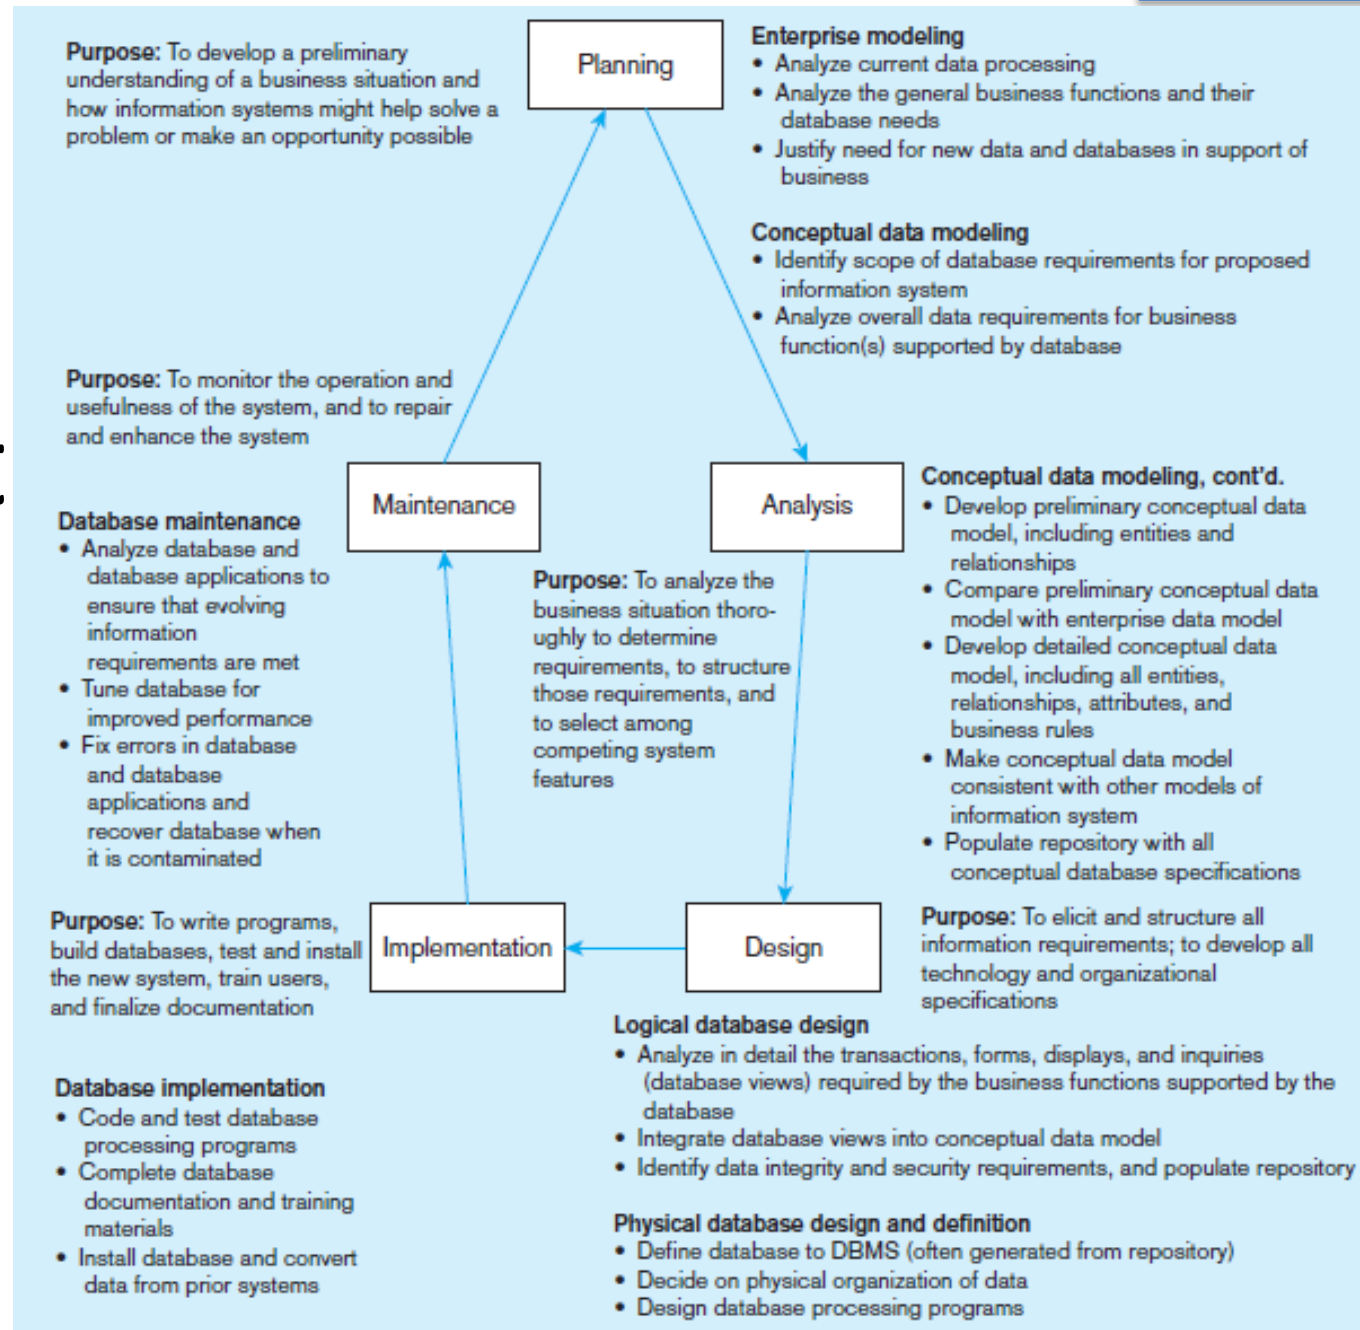 Purpose: To develop a preliminary
understanding of a business situation and
how information systems might help solve a
problem or make an opportunity possible
Planning
Enterprise modeling
• Analyze current data processing
• Analyze the general business functions and their
database needs
• Justify need for new data and databases in support of
business
Conceptual data modeling
• Identify scope of database requirements for proposed
information system
• Analyze overall data requirements for business
function(s) supported by database
Purpose: To monitor the operation and
usefulness of the system, and to repair
and enhance the system
Maintenance
Database maintenance
• Analyze database and
database applications to
ensure that evolving
information
requirements are met
• Tune database for
improved performance
• Fix errors in database
and database
applications and
recover database when
it is contaminated
Analysis
Purpose: To analyze the
business situation thoro-
ughly to determine
requirements, to structure
those requirements, and
to select among
competing system
features
Conceptual data modeling, cont'd.
• Develop preliminary conceptual data
model, including entities and
relationships
• Compare preliminary conceptual data
model with enterprise data model
• Develop detailed conceptual data
model, including all entities,
relationships, attributes, and
business rules
• Make conceptual data model
consistent with other models of
information system
• Populate repository with all
conceptual database specifications
Purpose: To write programs,
build databases, test and install
the new system, train users,
and finalize documentation
Implementation
Design
Purpose: To elicit and structure all
information requirements; to develop all
technology and organizational
specifications
Database implementation
• Code and test database
processing programs
• Complete database
documentation and training
materials
• Install database and convert
data from prior systems
Logical database design
• Analyze in detail the transactions, forms, displays, and inquiries
(database views) required by the business functions supported by the
database
• Integrate database views into conceptual data model
• Identify data integrity and security requirements, and populate repository
Physical database design and definition
• Define database to DBMS (often generated from repository)
• Decide on physical organization of data
• Design database processing programs